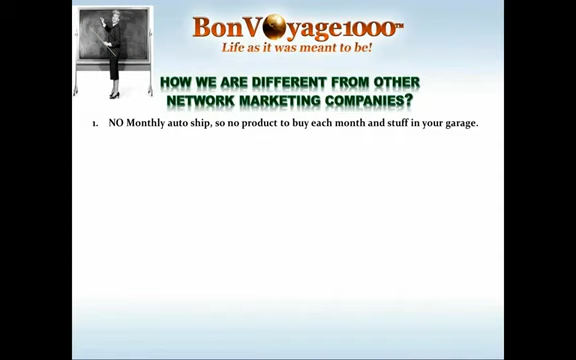 BonVoyage1000™
Life as it was meant to be!
HOW WE ARE DIFFERENT FROM OTHER
NETWORK MARKETING COMPANIES?
1. NO Monthly auto ship, so no product to buy each month and stuff in your garage.